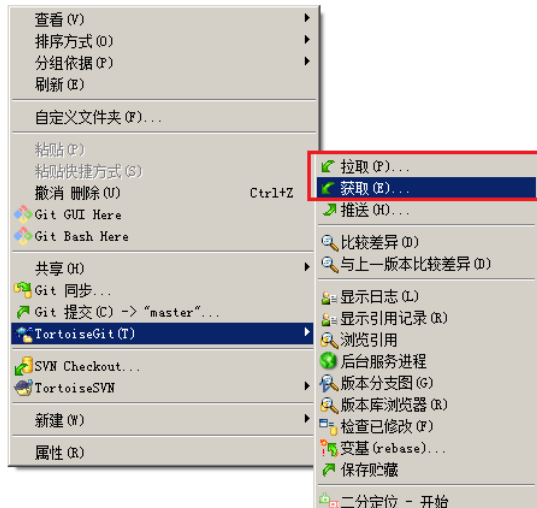 查看(V)
排序方式(O)
分组依据(P)
刷新(E)
自定义文件夹(F)...
粘贴(P)
粘贴快捷方式(S)
撤消 删除(U) Ctrl+Z
Git GUI Here
Git Bash Here
共享(H)
Git 同步...
Git 提交(C) -> "master"...
TortoiseGit(T)
SVN Checkout...
TortoiseSVN
新建(W)
属性(R)
拉取(P)...
获取(E)...
推送(H)...
比较差异(D)
与上一版本比较差异(D)
显示日志(L)
显示引用记录(R)
浏览引用
后台服务进程
版本分支图(G)
版本库浏览器(R)
检查已修改(F)
变基(rebase)...
保存贮藏
二分定位 - 开始